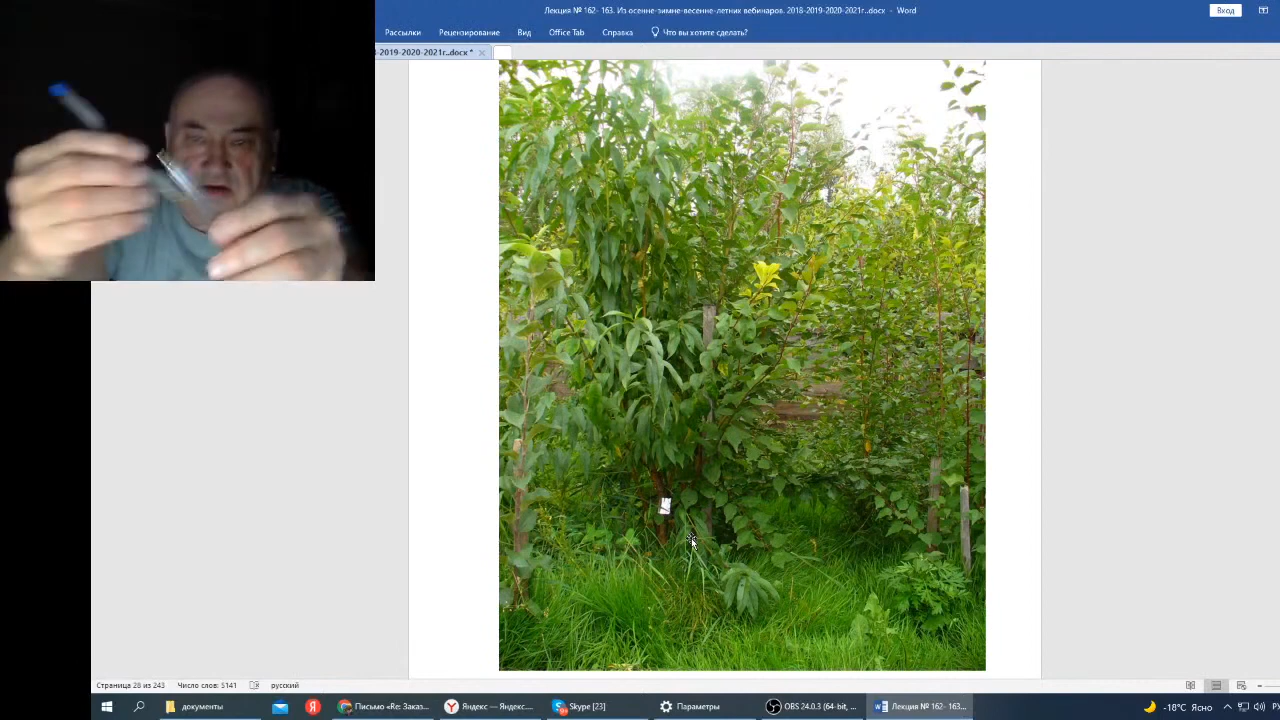 Лекция № 162- 163. Из осенне-зимне-весенне-летних вебинаров. 2018-2019-2020-2021г..docx - Word
Вход
Рассылки Рецензирование Вид Office Tab Справка Что вы хотите сделать?
-2019-2020-2021г..docx *
Страница 28 из 243 Число слов: 5141 русский
документы
Письмо «Re: Заказ...
Яндекс — Яндекс....
Skype [23]
Параметры
OBS 24.0.3 (64-bit, ...
Лекция № 162- 163...
-18°C Ясно